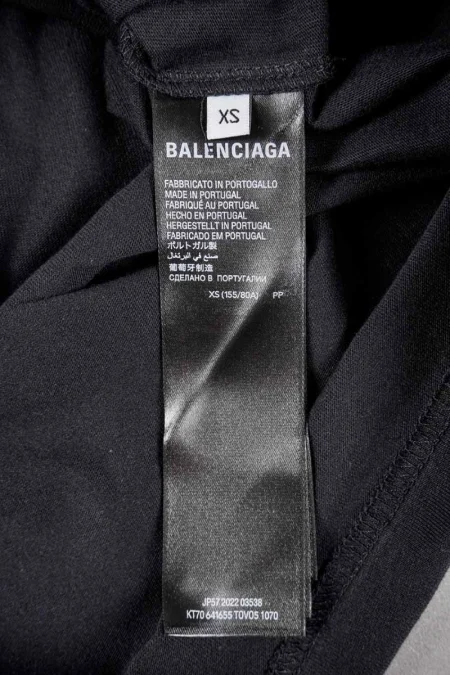 XS
BALENCIAGA
FABBRICATO IN PORTOGALLO
MADE IN PORTUGAL
FABRIQUÉ AU PORTUGAL
HECHO EN PORTUGAL
HERGESTELLT IN PORTUGAL
FABRICADO EM PORTUGAL
ポルトガル製
صنع في البرتغال
葡萄牙制造
СДЕЛАНО В ПОРТУГАЛИИ
XS (155/80A) PP
JP57 2022 03538
KT70 641655 TOVO5 1070